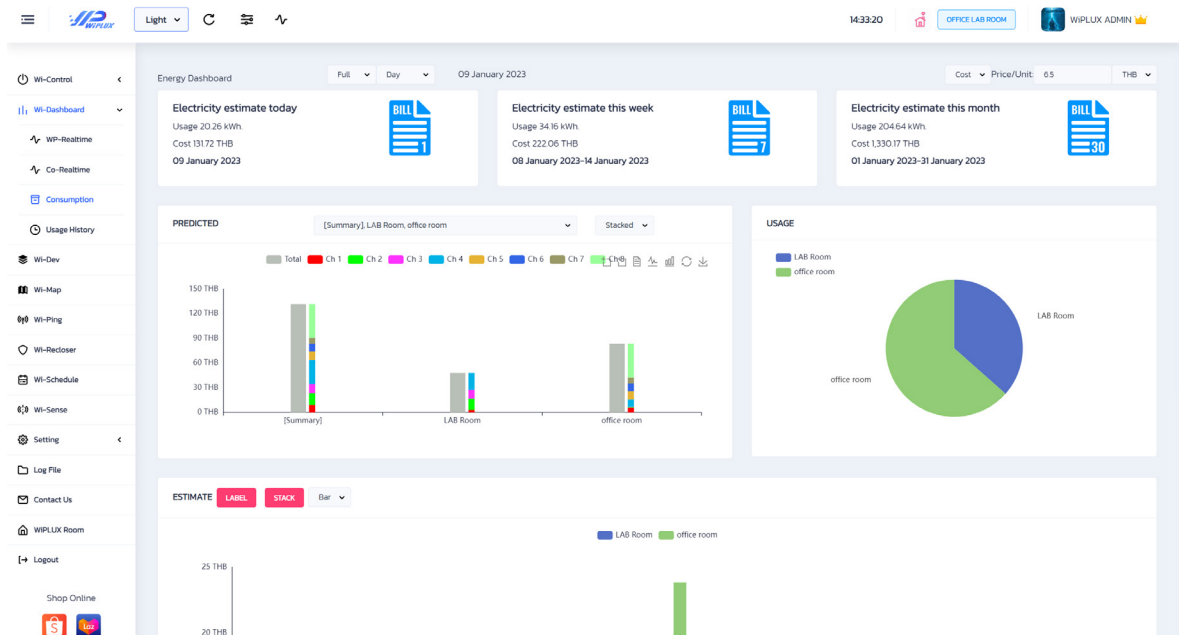 WiPLUX
Light
14:33:20
OFFICE LAB ROOM
WiPLUX ADMIN
Wi-Control
Wi-Dashboard
WP-Realtime
Co-Realtime
Consumption
Usage History
Wi-Dev
Wi-Map
Wi-Ping
Wi-Recloser
Wi-Schedule
Wi-Sense
Setting
Log File
Contact Us
WiPLUX Room
Logout
Shop Online
Laz
Energy Dashboard
Full
Day
09 January 2023
Cost
Price/Unit:
6.5
THB
Electricity estimate today
Usage 20.26 kWh.
Cost 131.72 THB
09 January 2023
BILL
1
Electricity estimate this week
Usage 34.16 kWh.
Cost 222.06 THB
08 January 2023-14 January 2023
BILL
7
Electricity estimate this month
Usage 204.64 kWh.
Cost 1,330.17 THB
01 January 2023-31 January 2023
BILL
30
PREDICTED
[Summary], LAB Room, office room
Stacked
Total Ch 1 Ch 2 Ch 3 Ch 4 Ch 5 Ch 6 Ch 7 Ch 8
150 THB
120 THB
90 THB
60 THB
30 THB
0 THB
[Summary] LAB Room office room
USAGE
LAB Room
office room
LAB Room
office room
ESTIMATE
LABEL
STACK
Bar
LAB Room office room
25 THB
20 THB